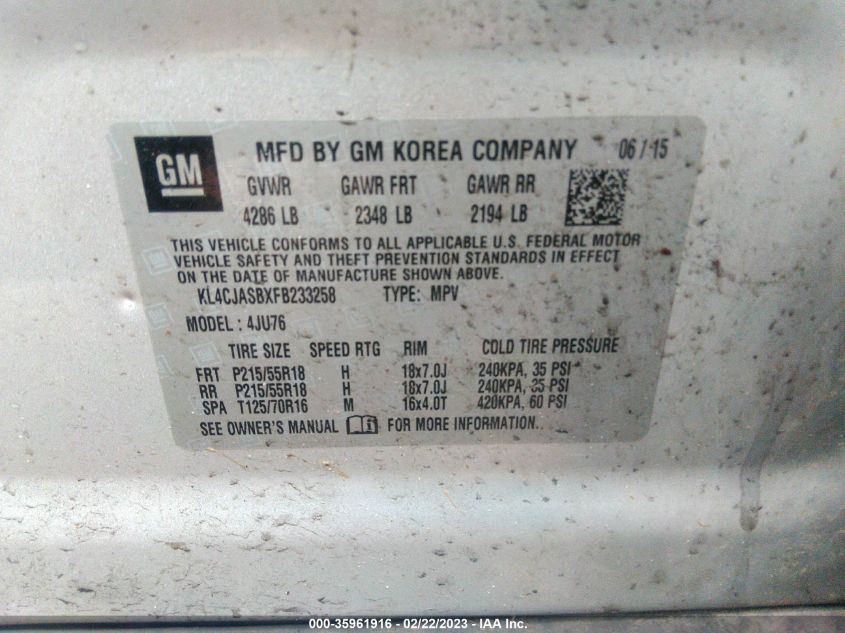 GM
MFD BY GM KOREA COMPANY 06 / 15
GVWR GAWR FRT GAWR RR
4286 LB 2348 LB 2194 LB
THIS VEHICLE CONFORMS TO ALL APPLICABLE U.S. FEDERAL MOTOR
VEHICLE SAFETY AND THEFT PREVENTION STANDARDS IN EFFECT
ON THE DATE OF MANUFACTURE SHOWN ABOVE.
KL4CJASBXFB233258 TYPE: MPV
MODEL: 4JU76
TIRE SIZE SPEED RTG RIM COLD TIRE PRESSURE
FRT P215/55R18 H 18x7.0J 240KPA, 35 PSI
RR P215/55R18 H 18x7.0J 240KPA, 35 PSI
SPA T125/70R16 M 16x4.0T 420KPA, 60 PSI
SEE OWNER'S MANUAL FOR MORE INFORMATION.
000-35961916 - 02/22/2023 - IAA Inc.